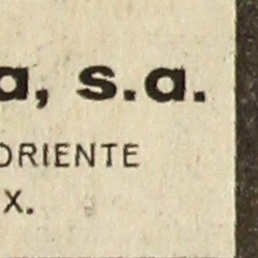 a, s.a.
ORIENTE
X.